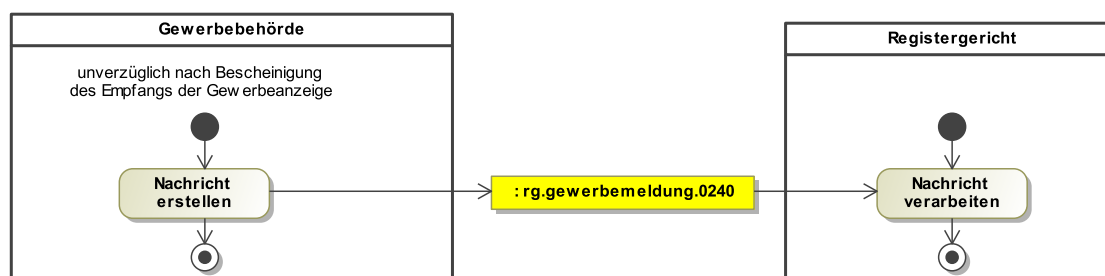 Gewerbebehörde
unverzüglich nach Bescheinigung
des Empfangs der Gewerbeanzeige
Nachricht
erstellen
: rg.gewerbemeldung.0240
Registergericht
Nachricht
verarbeiten